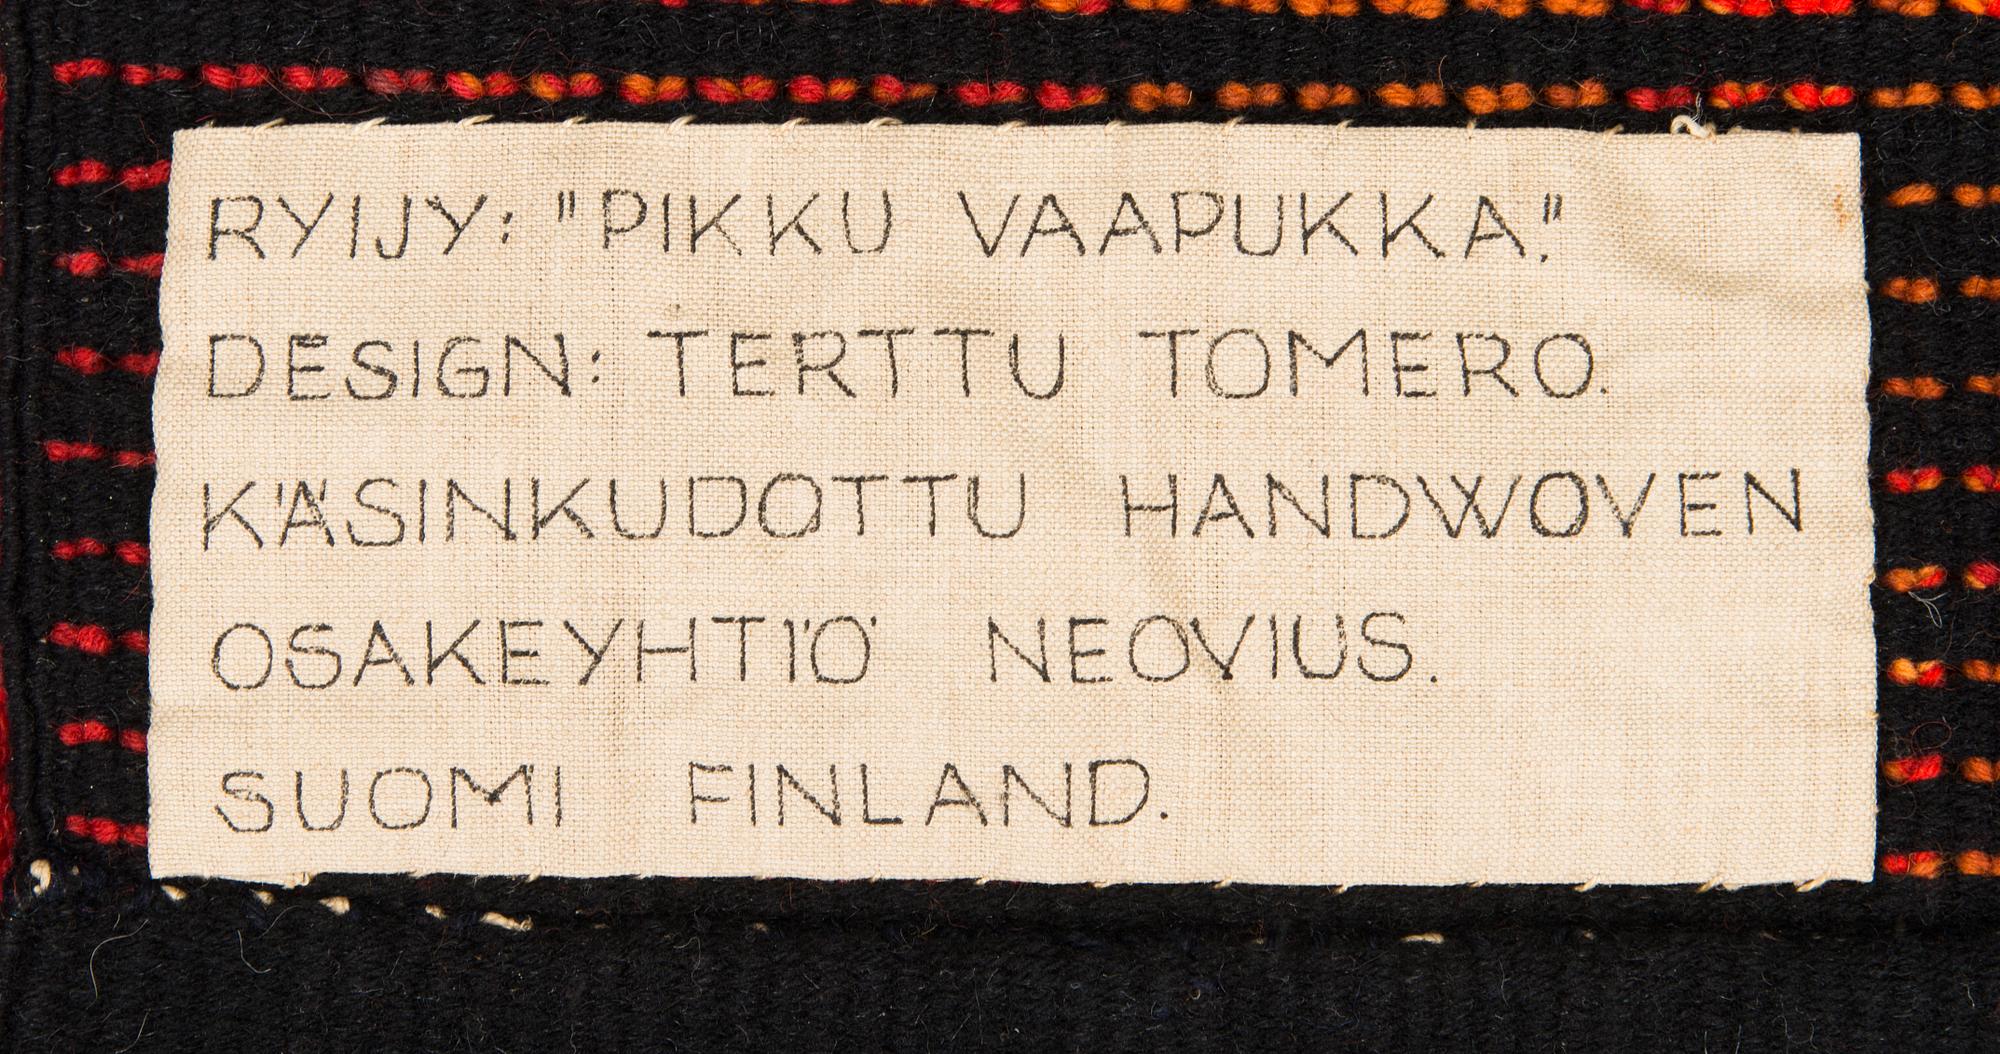 RYIJY: "PIKKU VAAPUKKA."
DESIGN: TERTTU TOMERO.
KÄSINKUDOTTU HANDWOVEN
OSAKEYHTIÖ NEOVIUS.
SUOMI FINLAND.